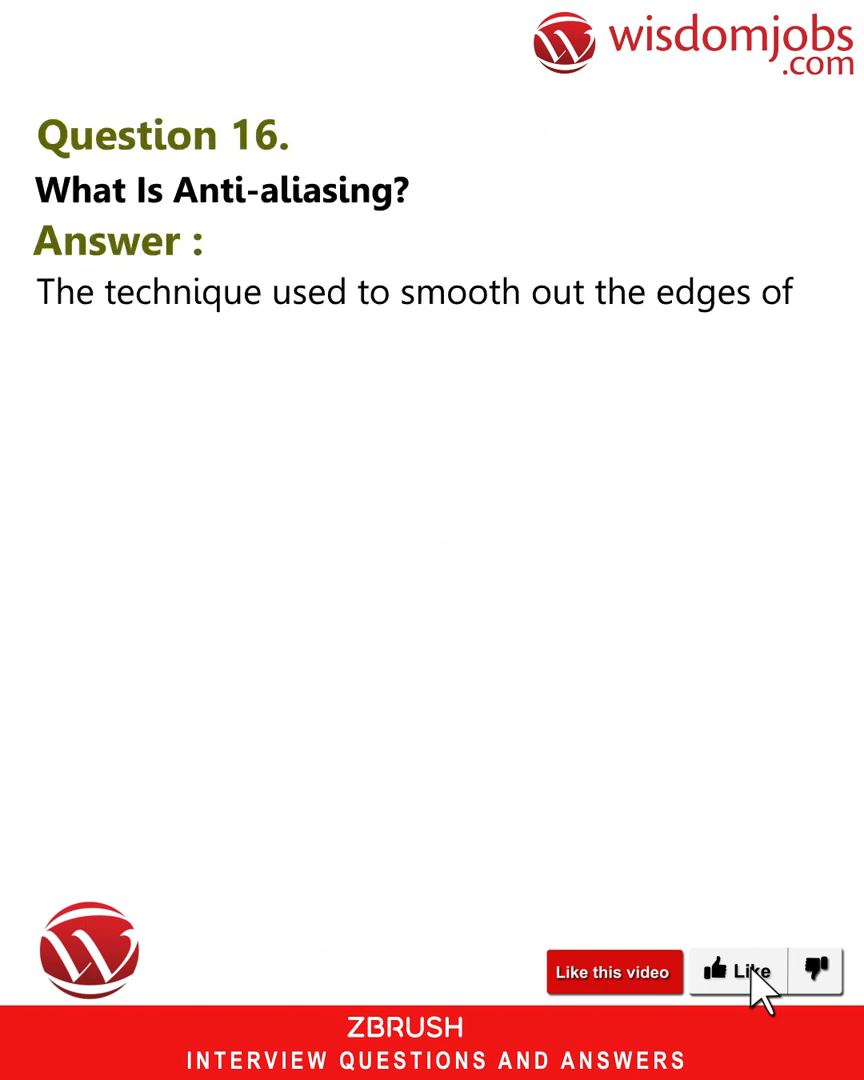 wisdomjobs
.com
Question 16.
What Is Anti-aliasing?
Answer :
The technique used to smooth out the edges of
W
Like this video
Like
ZBRUSH
INTERVIEW QUESTIONS AND ANSWERS